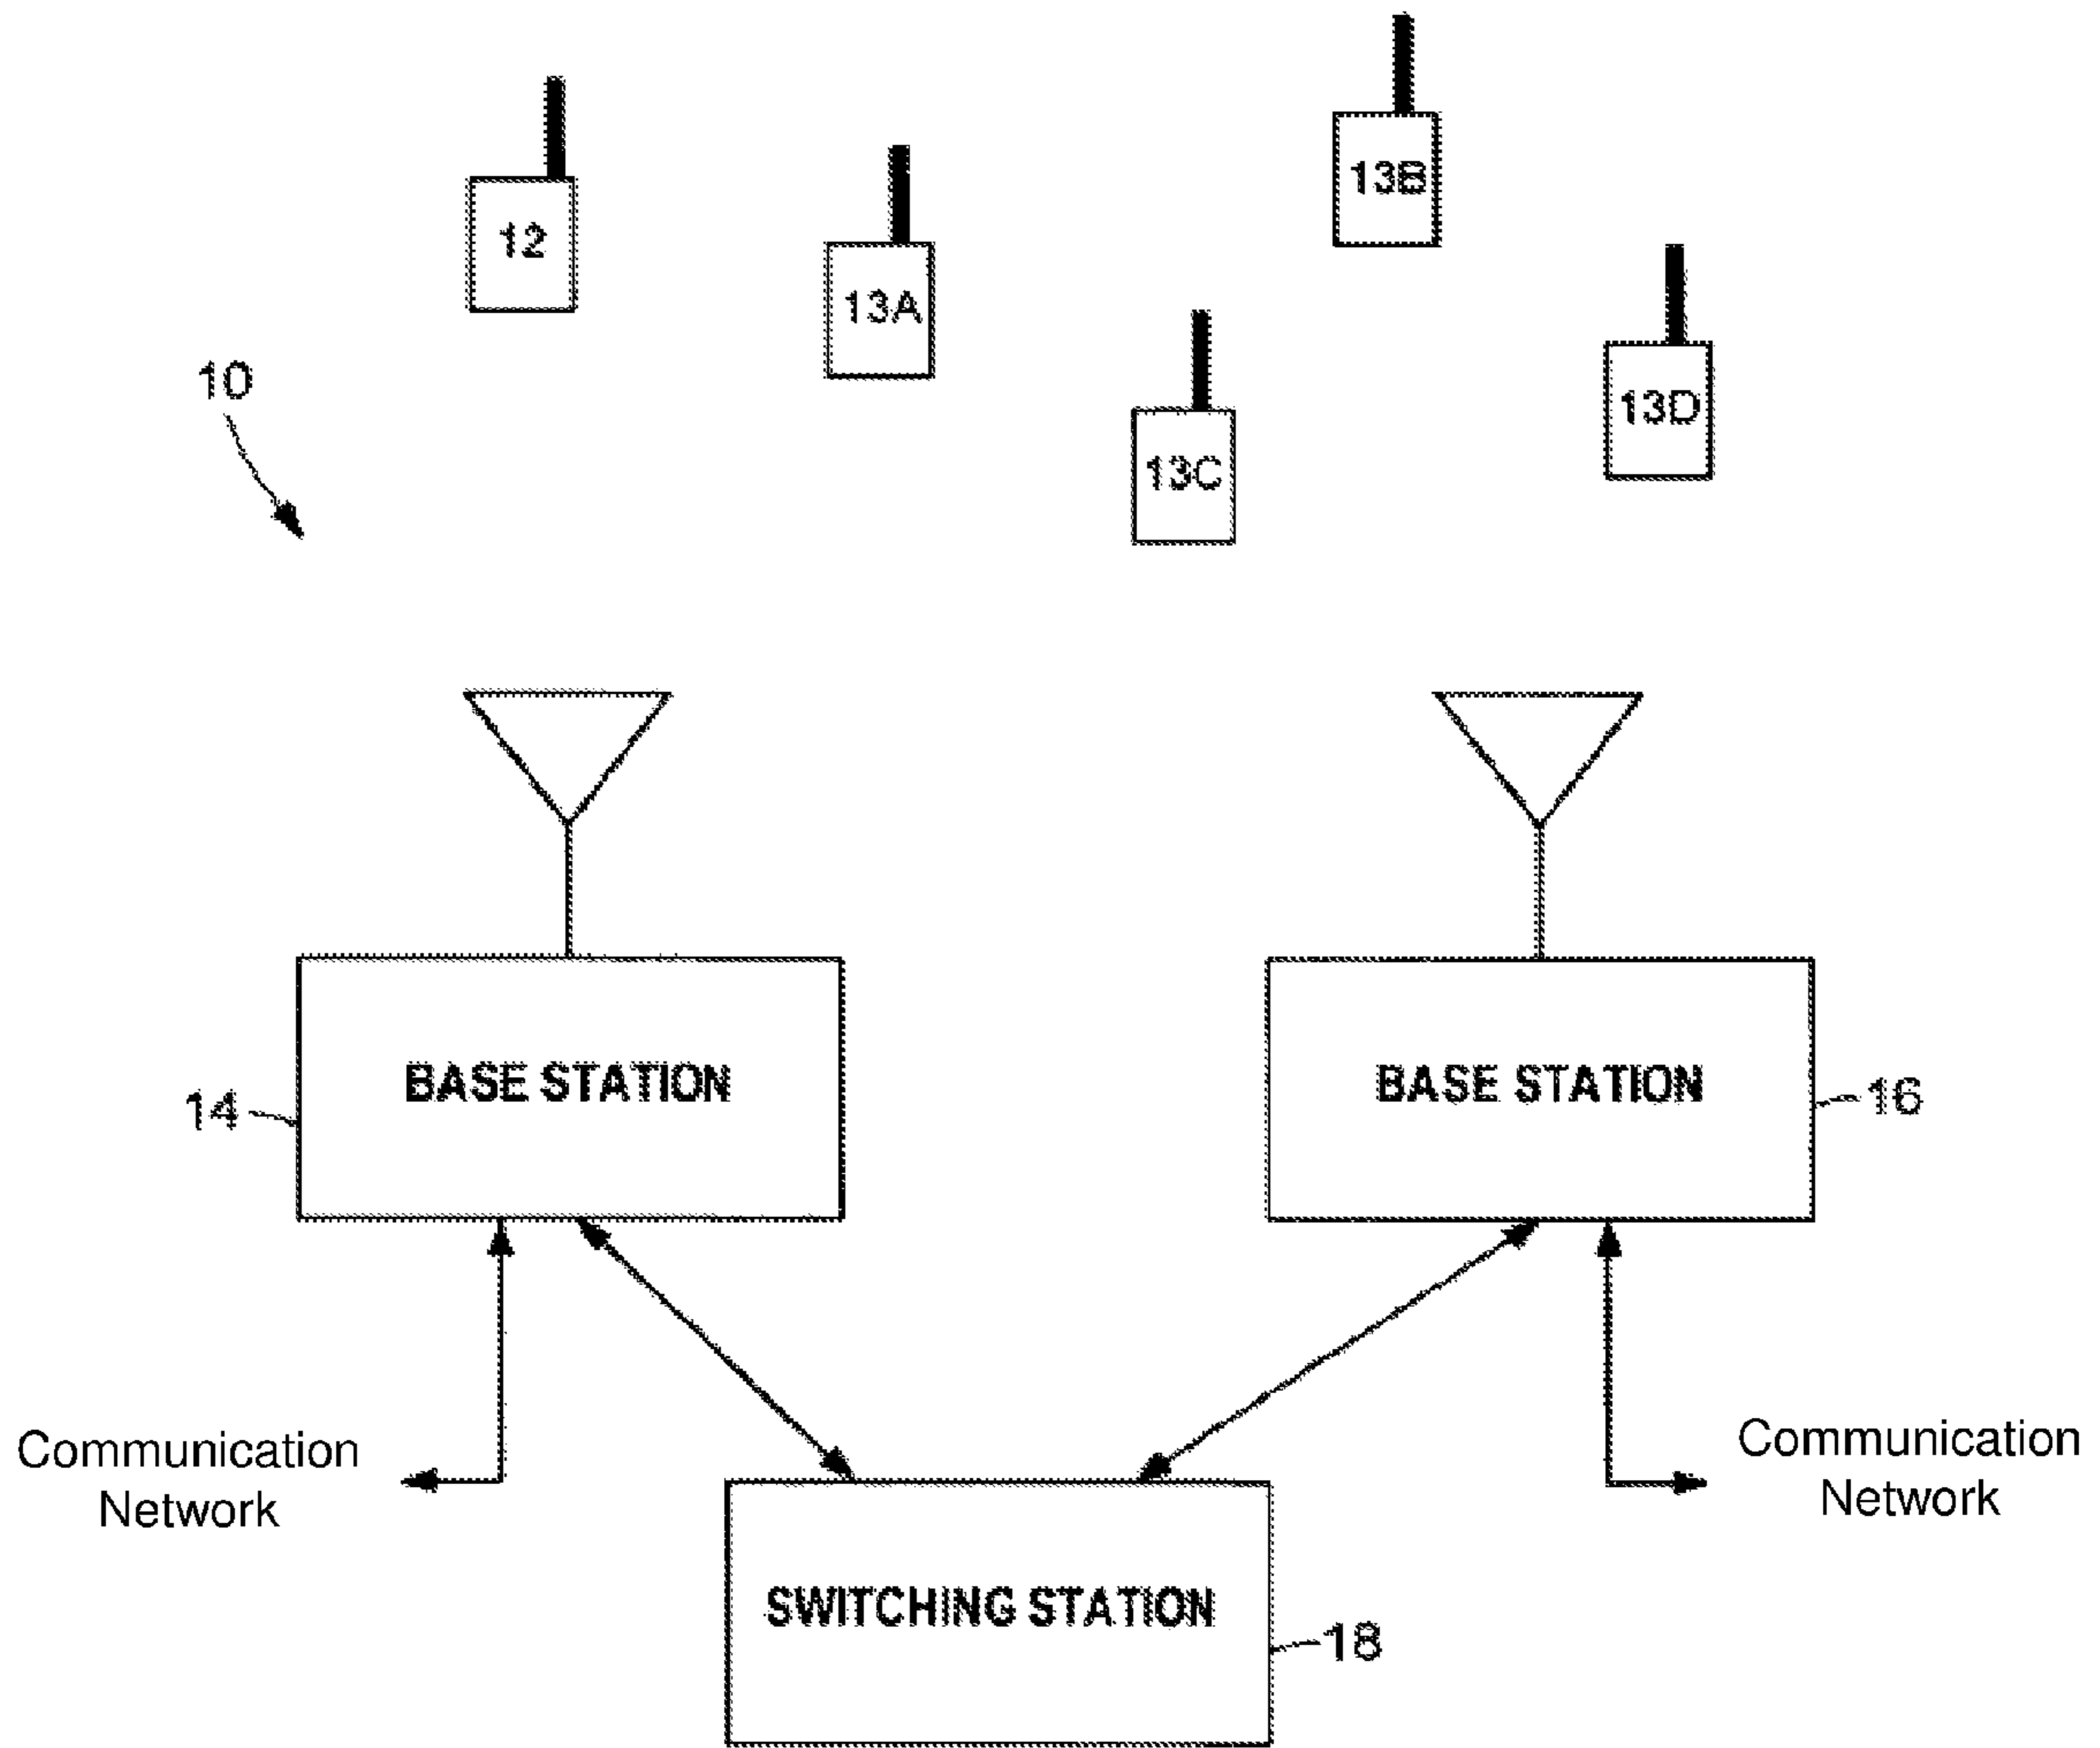 13B
12
13A
10
13D
13C
BASE STATION
BASE STATION
14
16
Communication
Network
Communication
Network
SWITCHING STATION
18